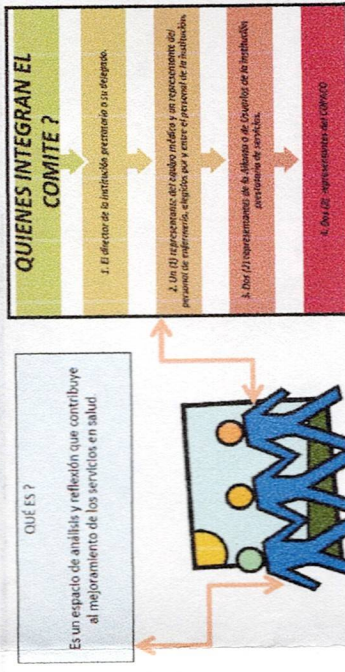 QUÉ ES ?
Es un espacio de análisis y reflexión que contribuye
al mejoramiento de los servicios en salud
QUIENES INTEGRAN EL
COMITE ?
1. El director de la institución prestataria o su delegado.
2. Un (1) representante del equipo médico y un representante del
personal de enfermería, elegidos por y entre el personal de la institución
3. Dos (2) representantes de la Alianza o de Usuarios de la Institución
prestataria de servicios.
4. Dos (2) representantes del COPACO